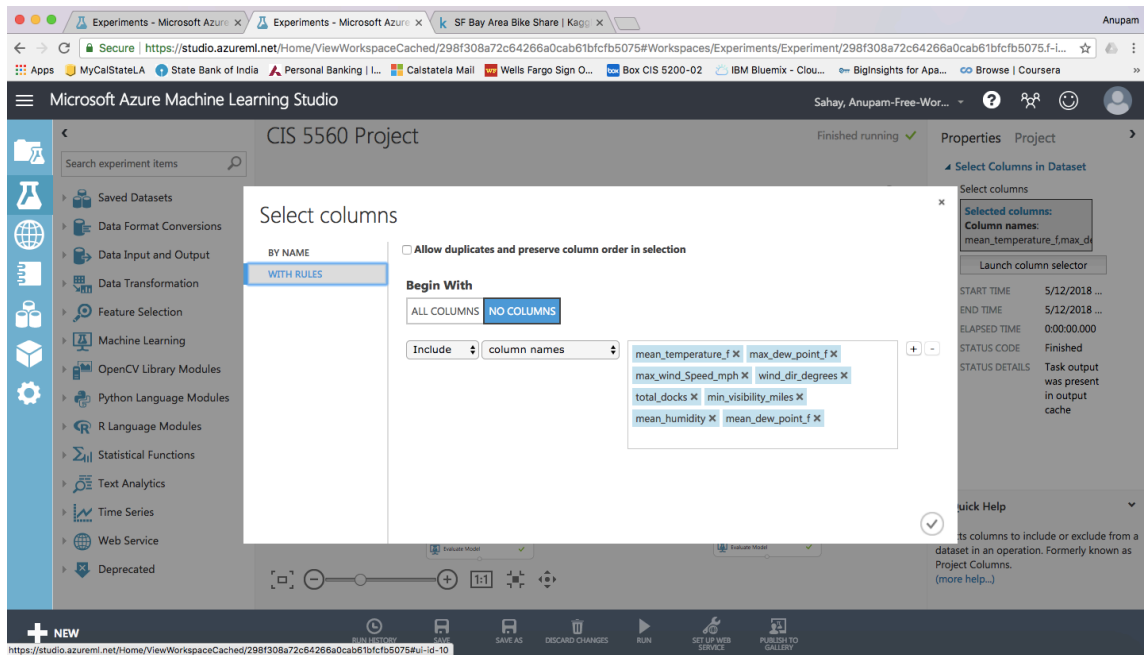 Experiments - Microsoft Azure
Experiments - Microsoft Azure
SF Bay Area Bike Share | Kaggl
Anupam
Secure | https://studio.azureml.net/Home/ViewWorkspaceCached/298f308a72c64266a0cab61bfcfb5075#Workspaces/Experiments/Experiment/298f308a72c64266a0cab61bfcfb5075.f-i...
Apps MyCalStateLA State Bank of India Personal Banking | I... Calstatela Mail Wells Fargo Sign O... Box CIS 5200-02 IBM Bluemix - Clou... BigInsights for Apa... Browse | Coursera »
Microsoft Azure Machine Learning Studio
Sahay, Anupam-Free-Wor...
CIS 5560 Project
Finished running
Properties Project
Search experiment items
Saved Datasets
Data Format Conversions
Data Input and Output
Data Transformation
Feature Selection
Machine Learning
OpenCV Library Modules
Python Language Modules
R Language Modules
Statistical Functions
Text Analytics
Time Series
Web Service
Deprecated
Select columns
BY NAME
WITH RULES
Allow duplicates and preserve column order in selection
Begin With
ALL COLUMNS NO COLUMNS
Include column names
mean_temperature_f max_dew_point_f
max_wind_Speed_mph wind_dir_degrees
total_docks min_visibility_miles
mean_humidity mean_dew_point_f
Select Columns in Dataset
Select columns
Selected columns:
Column names:
mean_temperature_f,max_de
Launch column selector
START TIME 5/12/2018 ...
END TIME 5/12/2018 ...
ELAPSED TIME 0:00:00.000
STATUS CODE Finished
STATUS DETAILS Task output
was present
in output
cache
Evaluate Model
Evaluate Model
1:1
uick Help
ts columns to include or exclude from a
dataset in an operation. Formerly known as
Project Columns.
(more help...)
NEW
RUN HISTORY
SAVE
SAVE AS
DISCARD CHANGES
RUN
SET UP WEB
SERVICE
PUBLISH TO
GALLERY
https://studio.azureml.net/Home/ViewWorkspaceCached/298f308a72c64266a0cab61bfcfb5075#ui-id-10